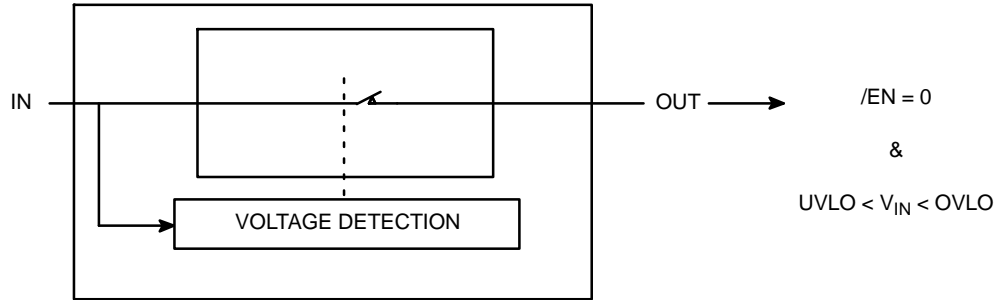 IN
OUT
/EN = 0
&
UVLO < VIN < OVLO
VOLTAGE DETECTION